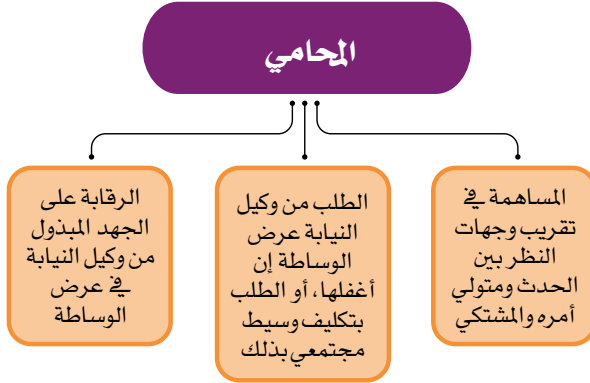 المحامي
المساهمة في
تقريب وجهات
النظر بين
الحدث ومتولي
أمره والمشتكي
الطلب من وكيل
النيابة عرض
الوساطة إن
أغفلها، أو الطلب
بتكليف وسيط
مجتمعي بذلك
الرقابة على
الجهد المبذول
من وكيل النيابة
في عرض
الوساطة